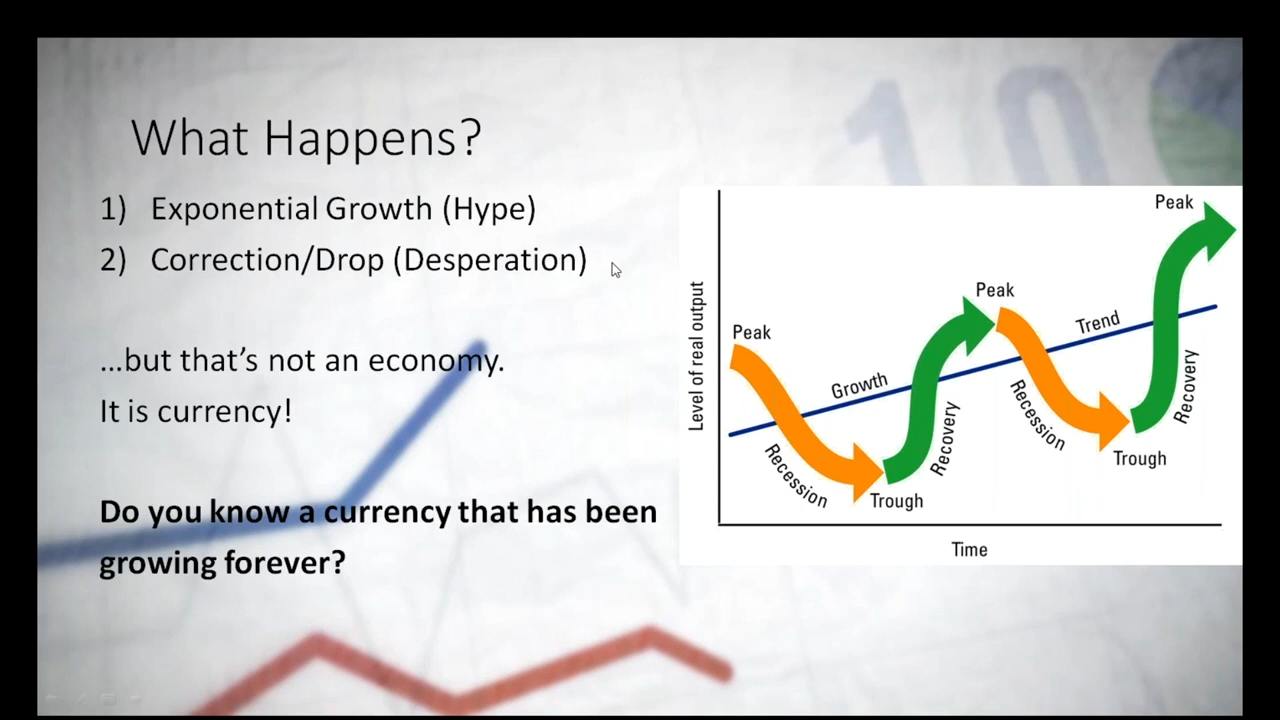 What Happens?
1) Exponential Growth (Hype)
2) Correction/Drop (Desperation)
...but that's not an economy.
It is currency!
Do you know a currency that has been
growing forever?
10
Level of real output
Peak
Recession
Growth
Trough
Recovery
Peak
Recession
Trend
Trough
Recovery
Peak
Time